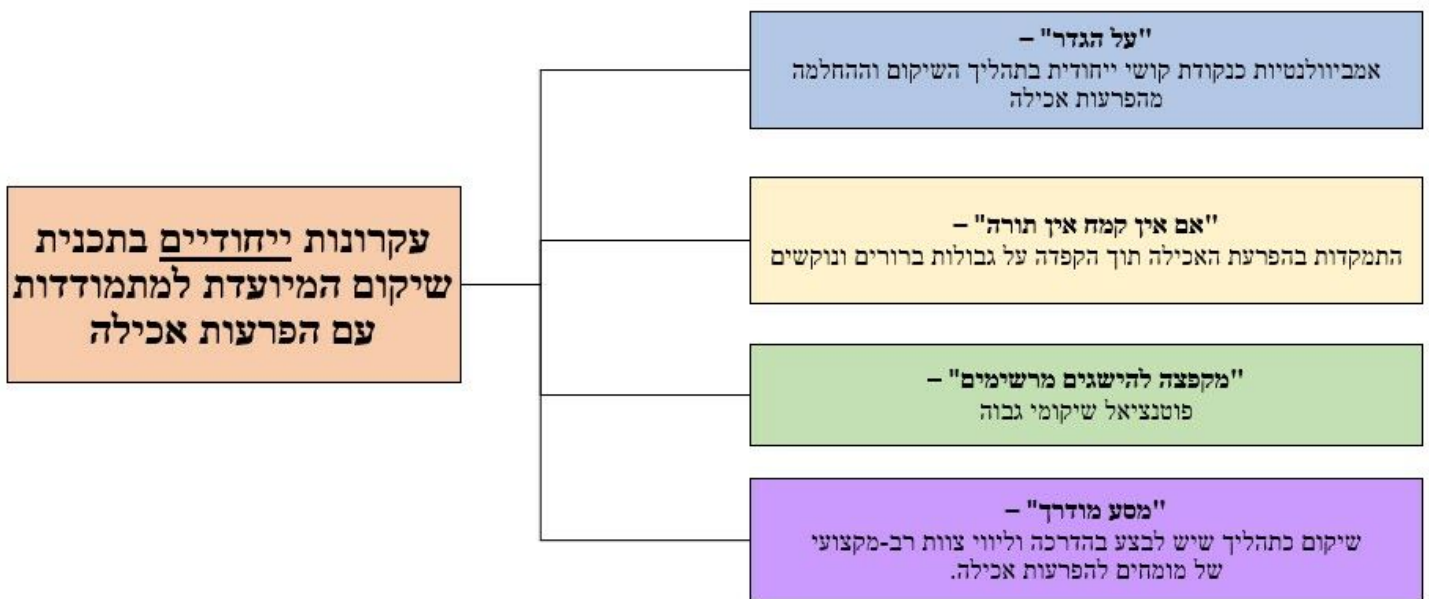 עקרונות ייחודיים בתכנית
שיקום המיועדת למתמודדות
עם הפרעות אכילה
"על הגדר" –
אמביוולנטיות כנקודת קושי ייחודית בתהליך השיקום וההחלמה
מהפרעות אכילה
"אם אין קמח אין תורה" –
התמקדות בהפרעת האכילה תוך הקפדה על גבולות ברורים ונוקשים
"מקפצה להישגים מרשימים" –
פוטנציאל שיקומי גבוה
"מסע מודרך" –
שיקום כתהליך שיש לבצע בהדרכה וליווי צוות רב-מקצועי
של מומחים להפרעות אכילה.